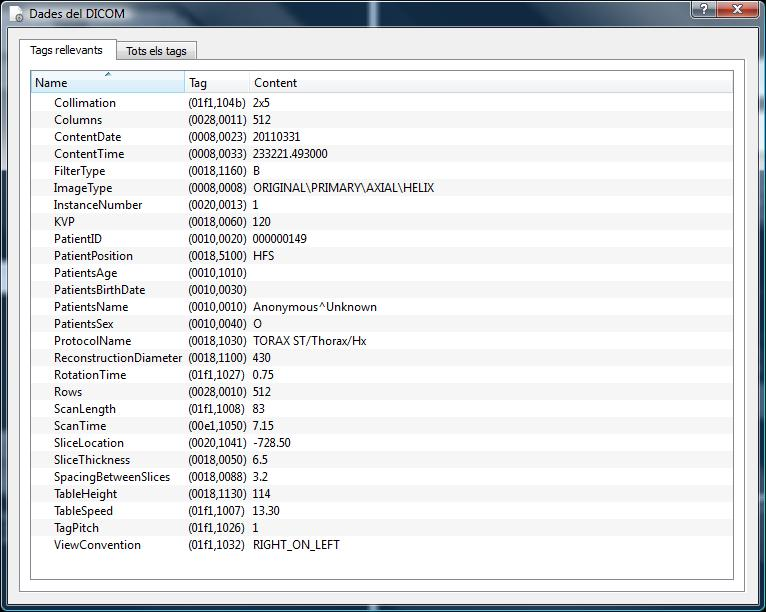 Dades del DICOM
Tags rellevants Tots els tags
Name Tag Content
Collimation (01f1,104b) 2x5
Columns (0028,0011) 512
ContentDate (0008,0023) 20110331
ContentTime (0008,0033) 233221.493000
FilterType (0018,1160) B
ImageType (0008,0008) ORIGINAL\PRIMARY\AXIAL\HELIX
InstanceNumber (0020,0013) 1
KVP (0018,0060) 120
PatientID (0010,0020) 000000149
PatientPosition (0018,5100) HFS
PatientsAge (0010,1010)
PatientsBirthDate (0010,0030)
PatientsName (0010,0010) Anonymous^Unknown
PatientsSex (0010,0040) O
ProtocolName (0018,1030) TORAX ST/Thorax/Hx
ReconstructionDiameter (0018,1100) 430
RotationTime (01f1,1027) 0.75
Rows (0028,0010) 512
ScanLength (01f1,1008) 83
ScanTime (00e1,1050) 7.15
SliceLocation (0020,1041) -728.50
SliceThickness (0018,0050) 6.5
SpacingBetweenSlices (0018,0088) 3.2
TableHeight (0018,1130) 114
TableSpeed (01f1,1007) 13.30
TagPitch (01f1,1026) 1
ViewConvention (01f1,1032) RIGHT_ON_LEFT